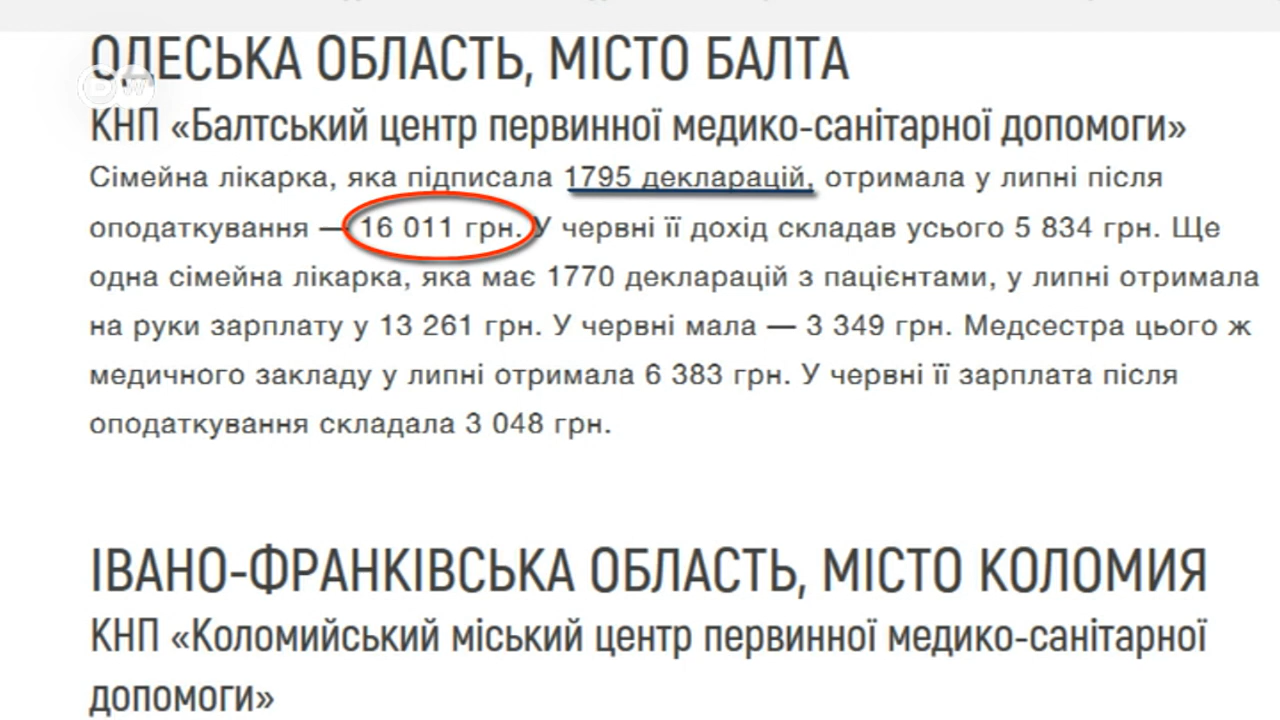 ОДЕСЬКА ОБЛАСТЬ, МІСТО БАЛТА
КНП «Балтський центр первинної медико-санітарної допомоги»
Сімейна лікарка, яка підписала 1795 декларацій, отримала у липні після
оподаткування — 16 011 грн. У червні її дохід складав усього 5 834 грн. Ще
одна сімейна лікарка, яка має 1770 декларацій з пацієнтами, у липні отримала
на руки зарплату у 13 261 грн. У червні мала — 3 349 грн. Медсестра цього ж
медичного закладу у липні отримала 6 383 грн. У червні її зарплата після
оподаткування складала 3 048 грн.
ІВАНО-ФРАНКІВСЬКА ОБЛАСТЬ, МІСТО КОЛОМИЯ
КНП «Коломийський міський центр первинної медико-санітарної
допомоги»